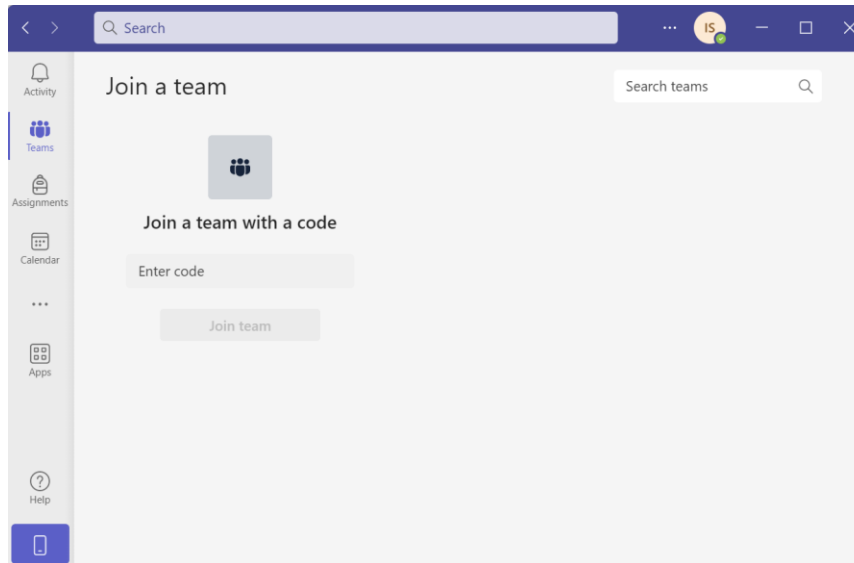 Search
...
IS
Activity
Join a team
Search teams
Teams
Assignments
Join a team with a code
Calendar
Enter code
...
Join team
Apps
Help